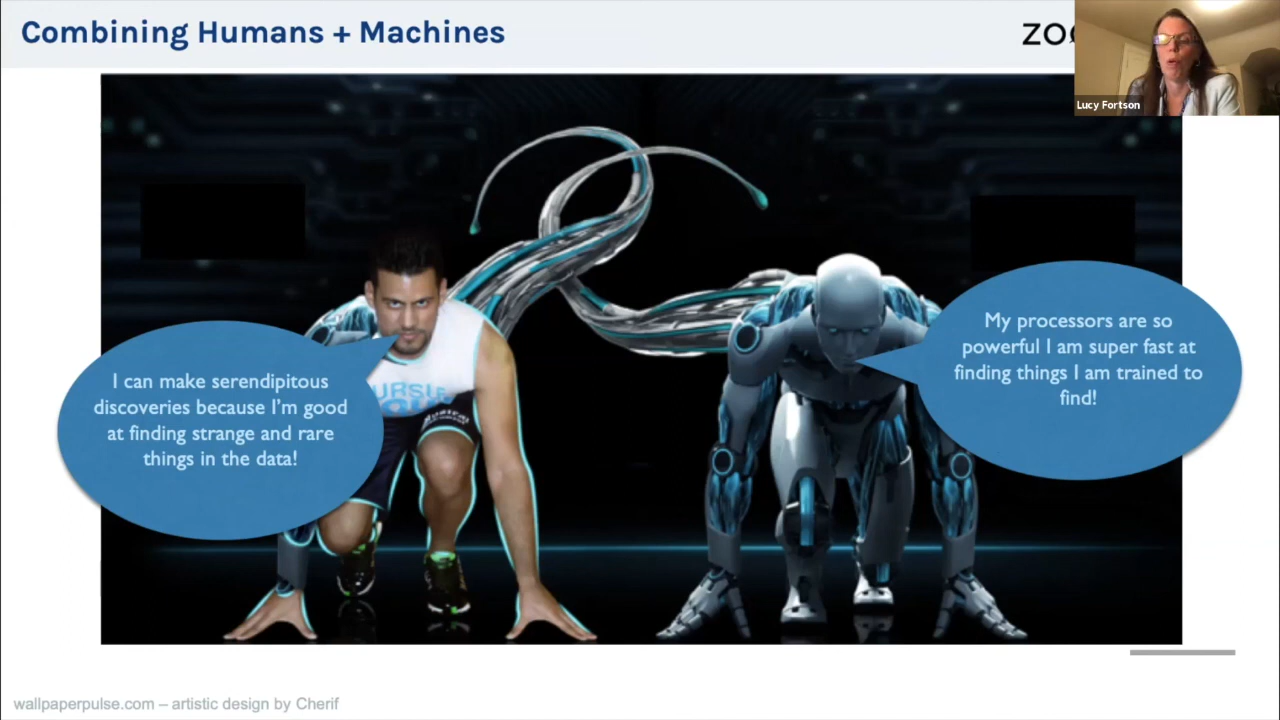 Combining Humans + Machines
ZO
Lucy Fortson
I can make serendipitous
discoveries because I'm good
at finding strange and rare
things in the data!
My processors are so
powerful I am super fast at
finding things I am trained to
find!
wallpaperpulse.com – artistic design by Cherif